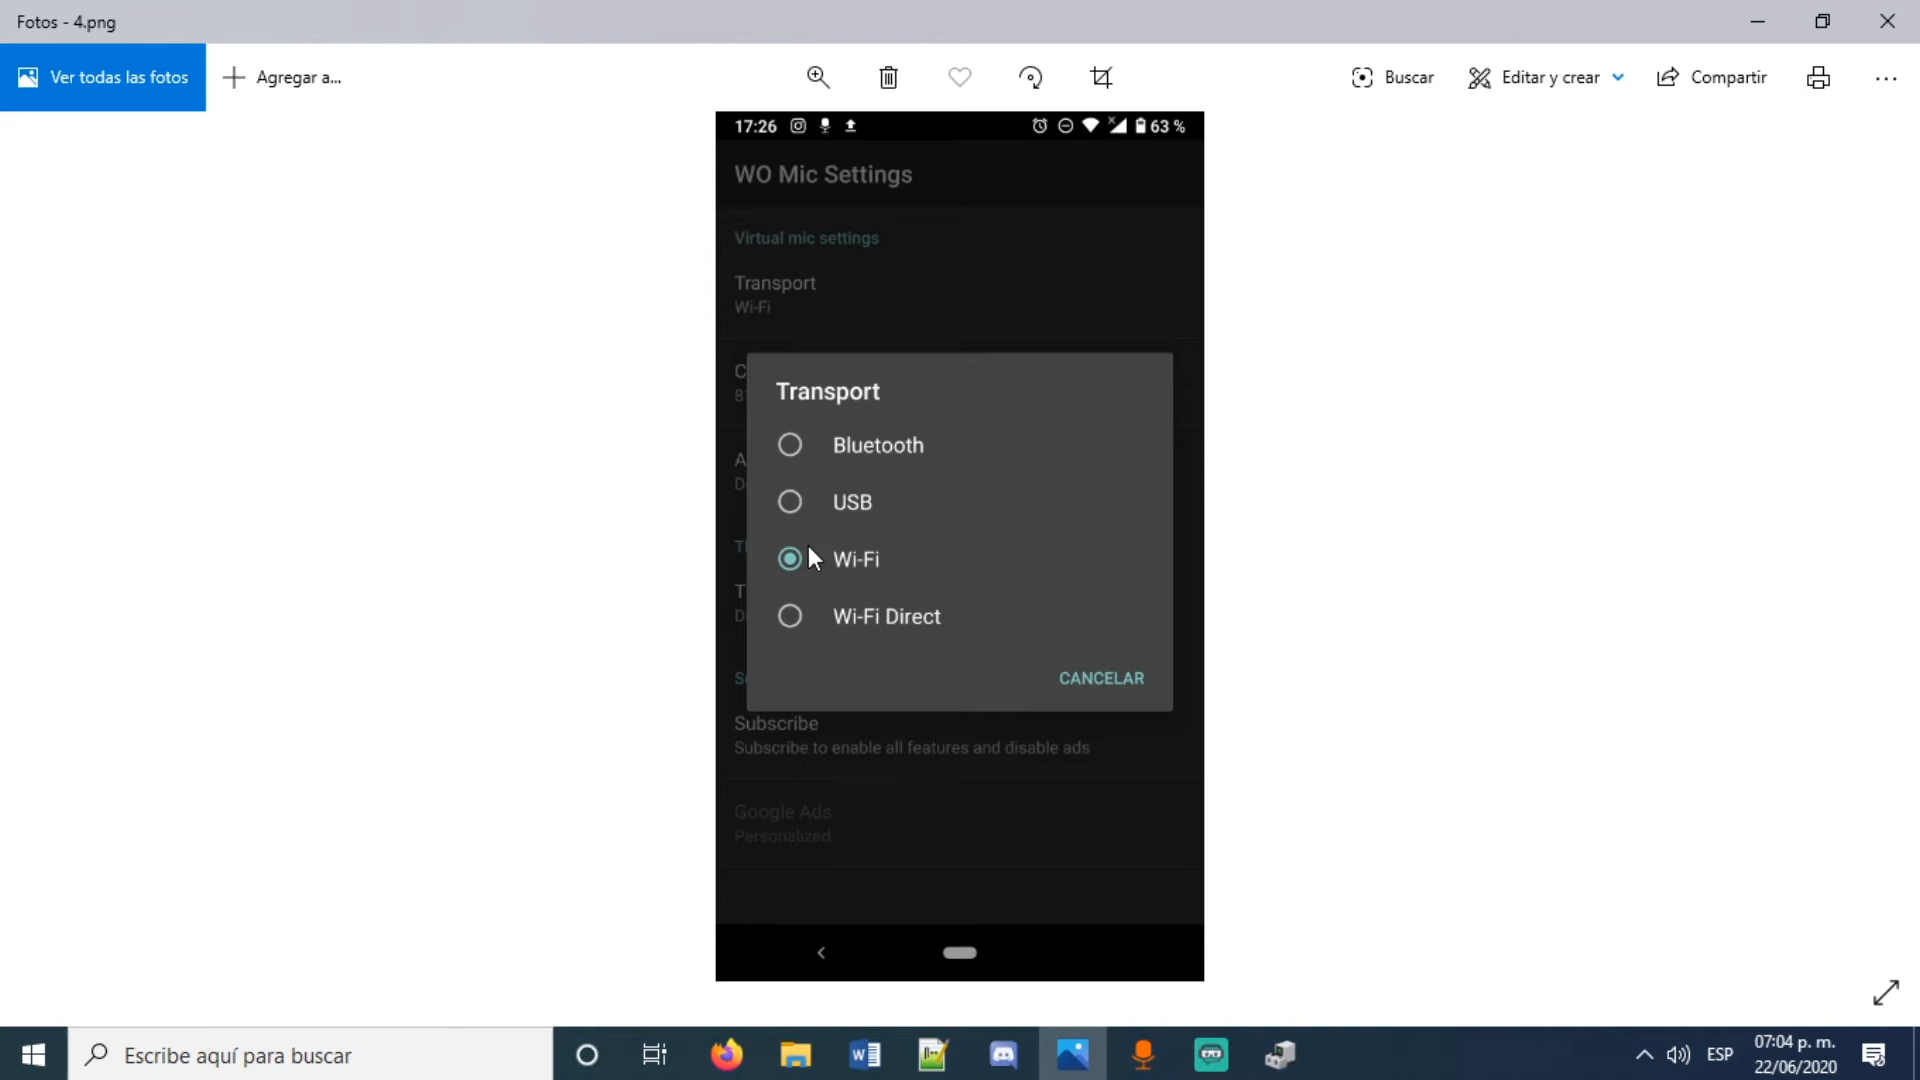 Fotos - 4.png
Ver todas las fotos
Agregar a...
Buscar
Editar y crear
Compartir
17:26
63 %
WO Mic Settings
Virtual mic settings
Transport
Wi-Fi
Transport
Bluetooth
USB
Wi-Fi
Wi-Fi Direct
CANCELAR
Subscribe
Subscribe to enable all features and disable ads
Google Ads
Personalized
Escribe aquí para buscar
ESP
07:04 p. m.
22/06/2020